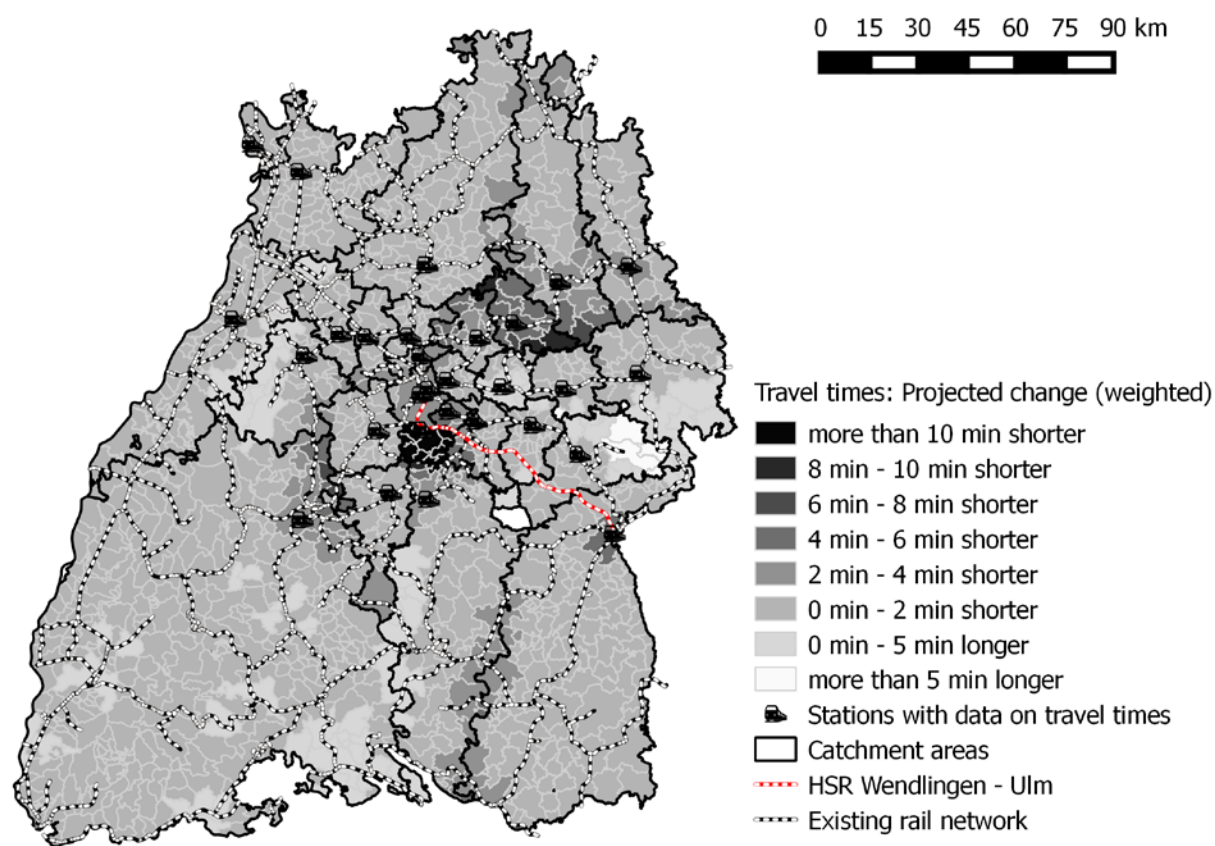 0 15 30 45 60 75 90 km
Travel times: Projected change (weighted)
more than 10 min shorter
8 min - 10 min shorter
6 min - 8 min shorter
4 min - 6 min shorter
2 min - 4 min shorter
0 min - 2 min shorter
0 min - 5 min longer
more than 5 min longer
Stations with data on travel times
Catchment areas
HSR Wendlingen - Ulm
Existing rail network